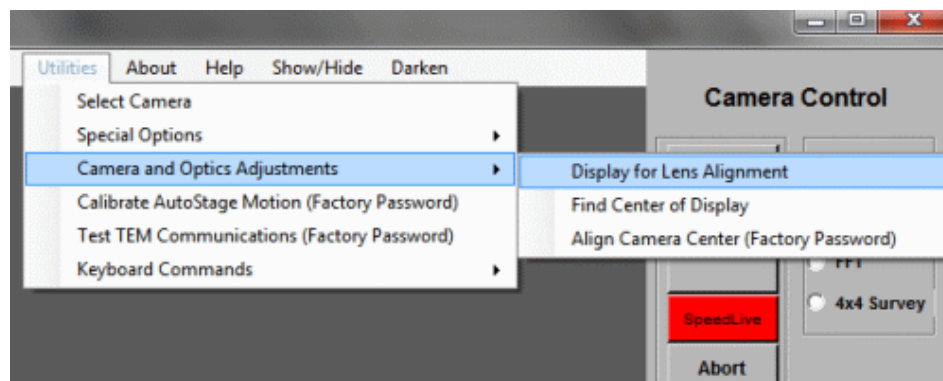 Utilities About Help Show/Hide Darken
Select Camera
Special Options
Camera and Optics Adjustments
Calibrate AutoStage Motion (Factory Password)
Test TEM Communications (Factory Password)
Keyboard Commands
Display for Lens Alignment
Find Center of Display
Align Camera Center (Factory Password)
Camera Control
FFT
4x4 Survey
SpeedLive
Abort